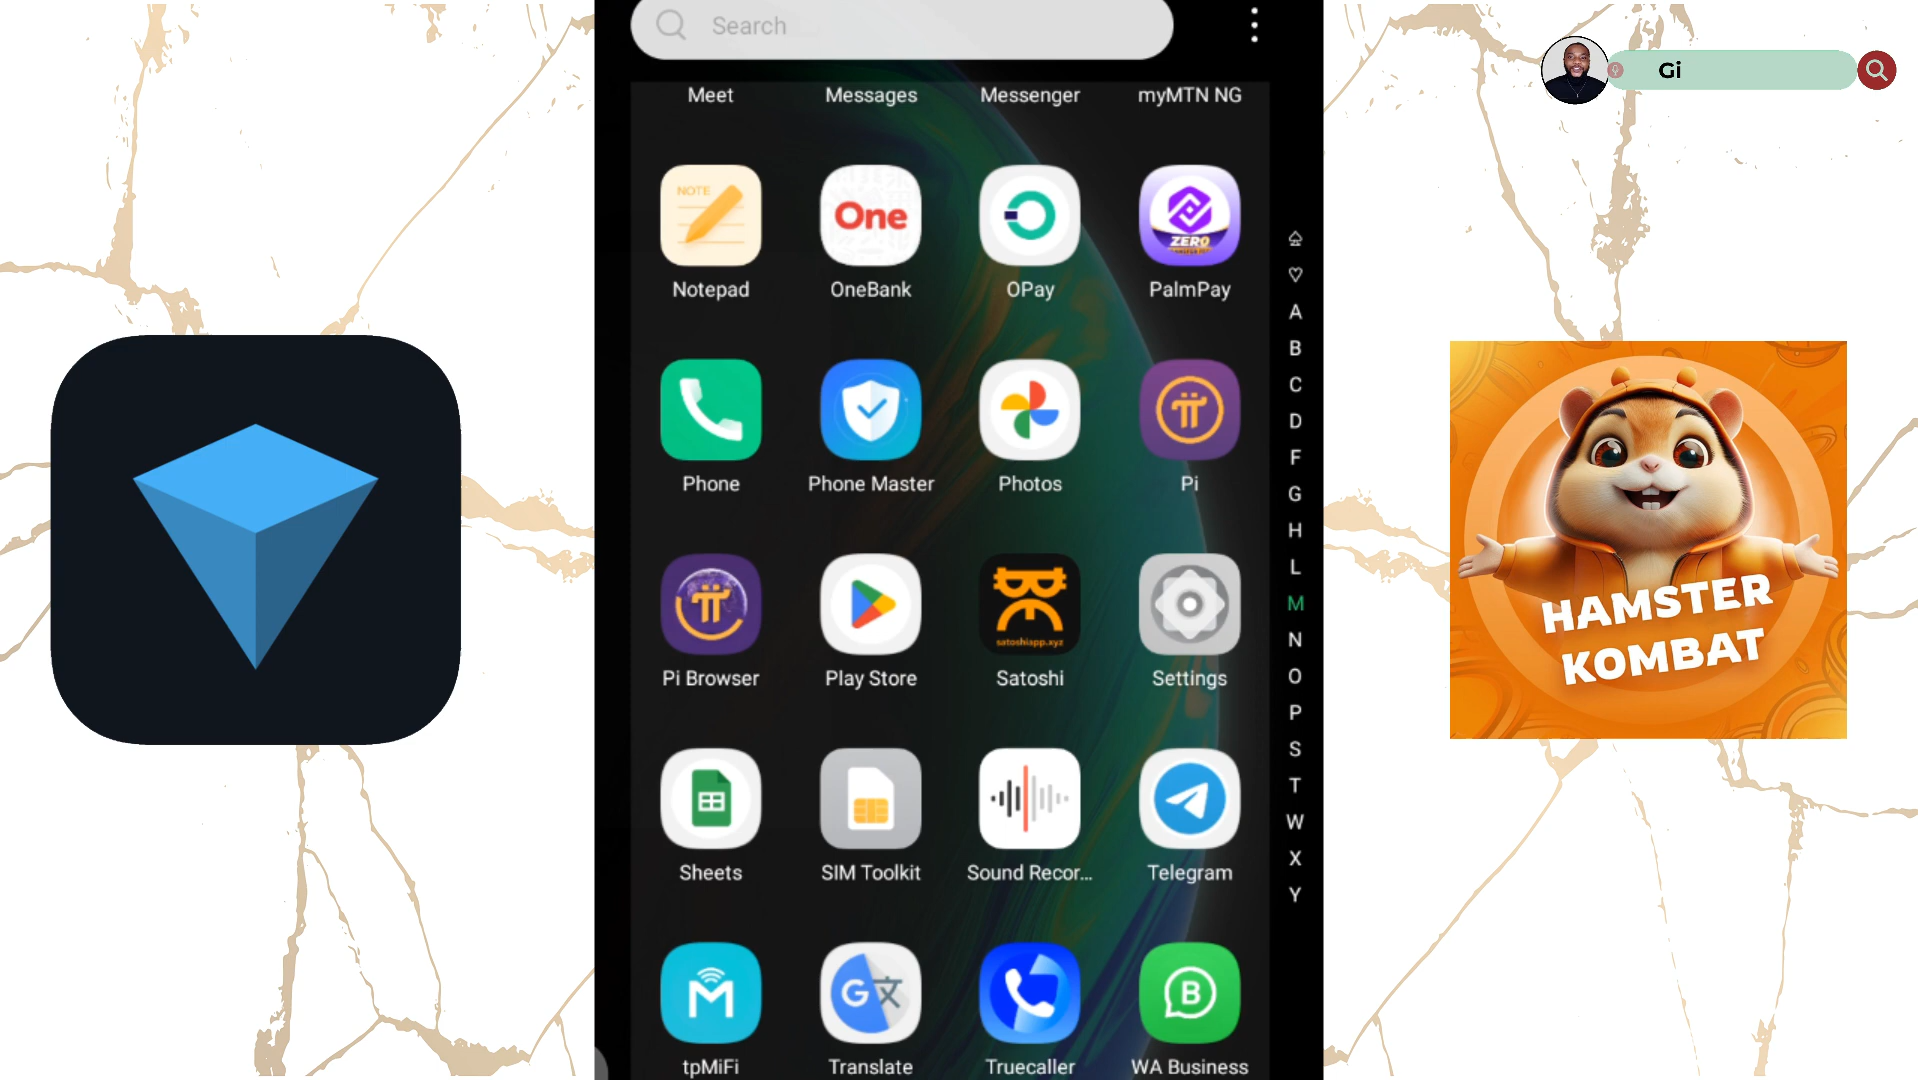 Search
Gi
Meet Messages Messenger myMTN NG
NOTE
One
ZERO
Notepad OneBank OPay PalmPay
Phone Phone Master Photos Pi
satoshiapp.xyz
Pi Browser Play Store Satoshi Settings
Sheets SIM Toolkit Sound Recor... Telegram
tpMiFi Translate Truecaller WA Business
A
B
C
D
F
G
H
L
M
N
O
P
S
T
W
X
Y
HAMSTER
KOMBAT